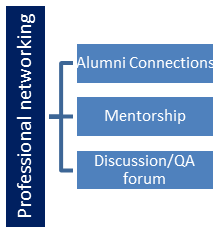 Professional networking
Alumni Connections
Mentorship
Discussion/QA
forum